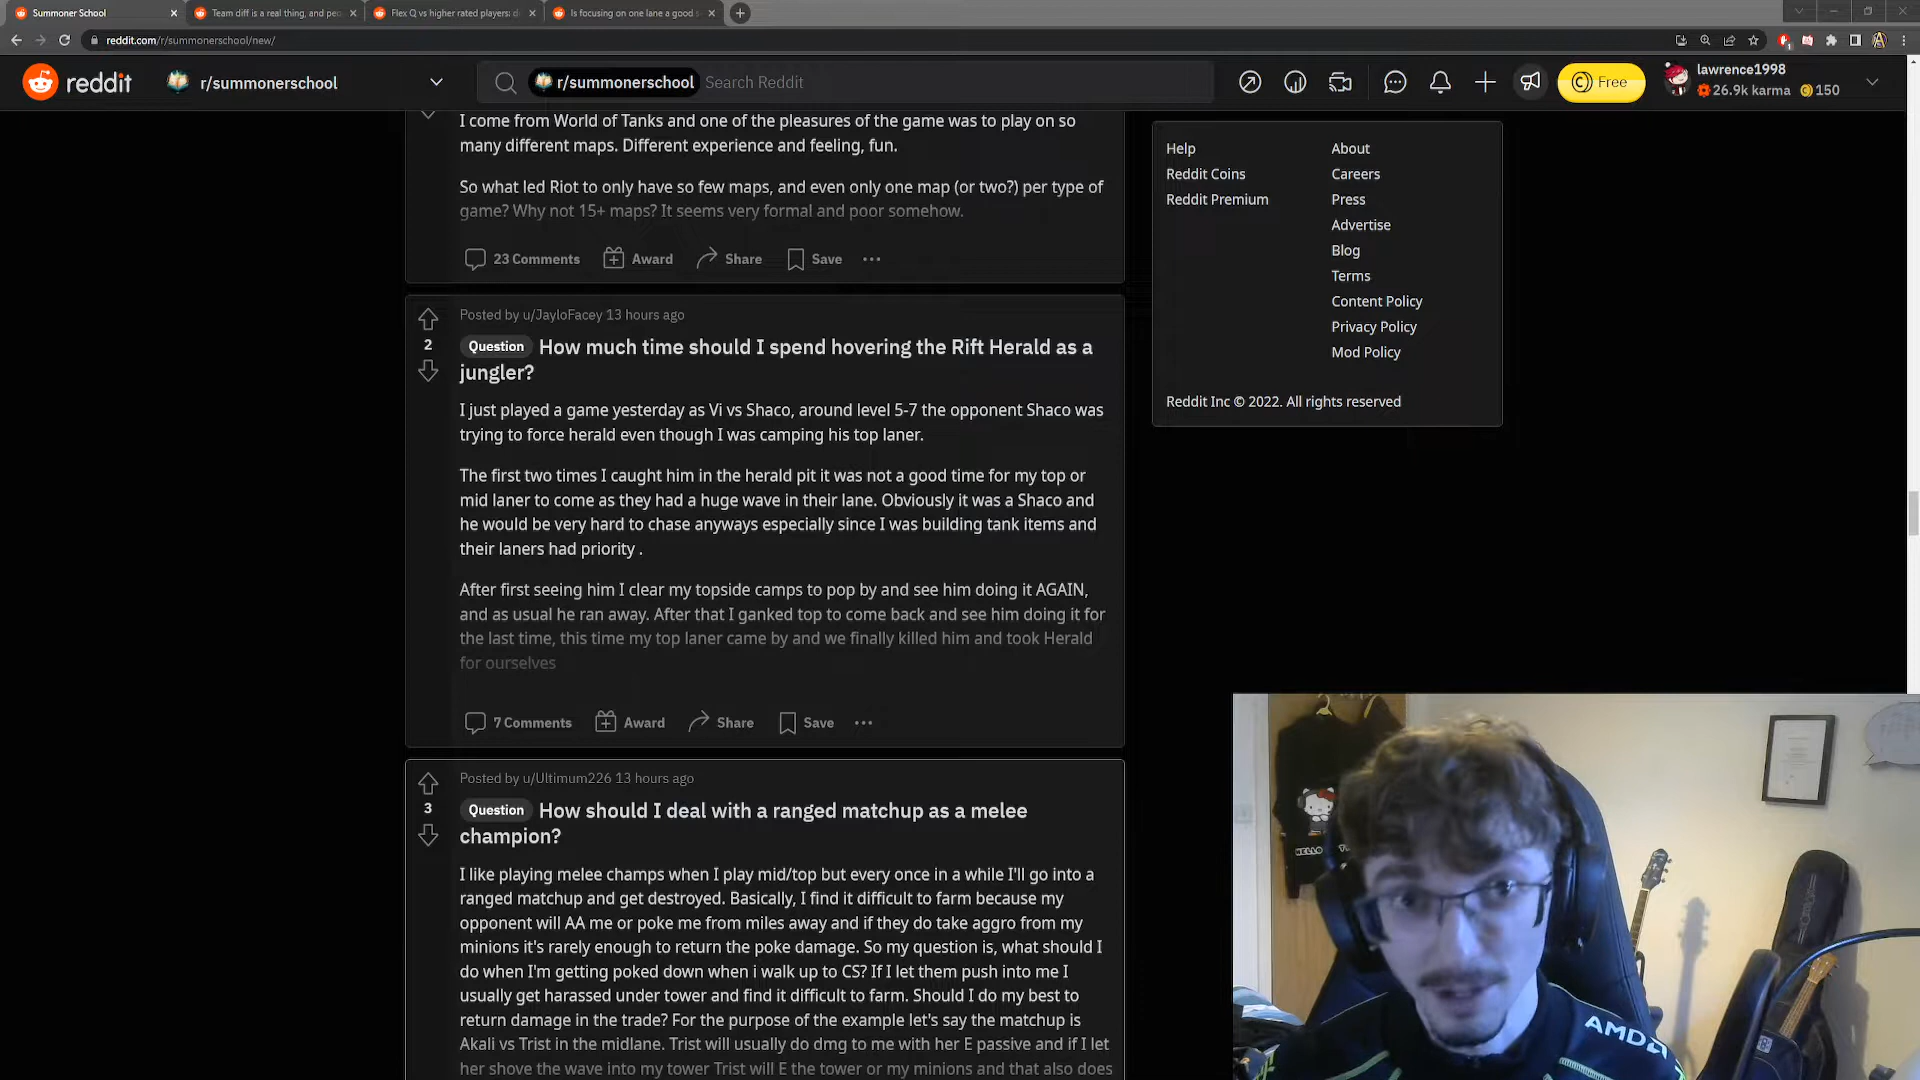 Summoner School
Team diff is a real thing, and peo
Flex Q vs higher rated players: d
Is focusing on one lane a good s
reddit.com/r/summonerschool/new/
reddit
r/summonerschool
r/summonerschool Search Reddit
Free
lawrence1998
26.9k karma 150
I come from World of Tanks and one of the pleasures of the game was to play on so
many different maps. Different experience and feeling, fun.
So what led Riot to only have so few maps, and even only one map (or two?) per type of
game? Why not 15+ maps? It seems very formal and poor somehow.
23 Comments Award Share Save
Posted by u/JayloFacey 13 hours ago
2
Question How much time should I spend hovering the Rift Herald as a
jungler?
I just played a game yesterday as Vi vs Shaco, around level 5-7 the opponent Shaco was
trying to force herald even though I was camping his top laner.
The first two times I caught him in the herald pit it was not a good time for my top or
mid laner to come as they had a huge wave in their lane. Obviously it was a Shaco and
he would be very hard to chase anyways especially since I was building tank items and
their laners had priority .
After first seeing him I clear my topside camps to pop by and see him doing it AGAIN,
and as usual he ran away. After that I ganked top to come back and see him doing it for
the last time, this time my top laner came by and we finally killed him and took Herald
for ourselves
7 Comments Award Share Save
Posted by u/Ultimum226 13 hours ago
3
Question How should I deal with a ranged matchup as a melee
champion?
I like playing melee champs when I play mid/top but every once in a while I'll go into a
ranged matchup and get destroyed. Basically, I find it difficult to farm because my
opponent will AA me or poke me from miles away and if they do take aggro from my
minions it's rarely enough to return the poke damage. So my question is, what should I
do when I'm getting poked down when i walk up to CS? If I let them push into me I
usually get harassed under tower and find it difficult to farm. Should I do my best to
return damage in the trade? For the purpose of the example let's say the matchup is
Akali vs Trist in the midlane. Trist will usually do dmg to me with her E passive and if I let
her shove the wave into my tower Trist will E the tower or my minions and that also does
Help
Reddit Coins
Reddit Premium
About
Careers
Press
Advertise
Blog
Terms
Content Policy
Privacy Policy
Mod Policy
Reddit Inc © 2022. All rights reserved
HELLO
AMD